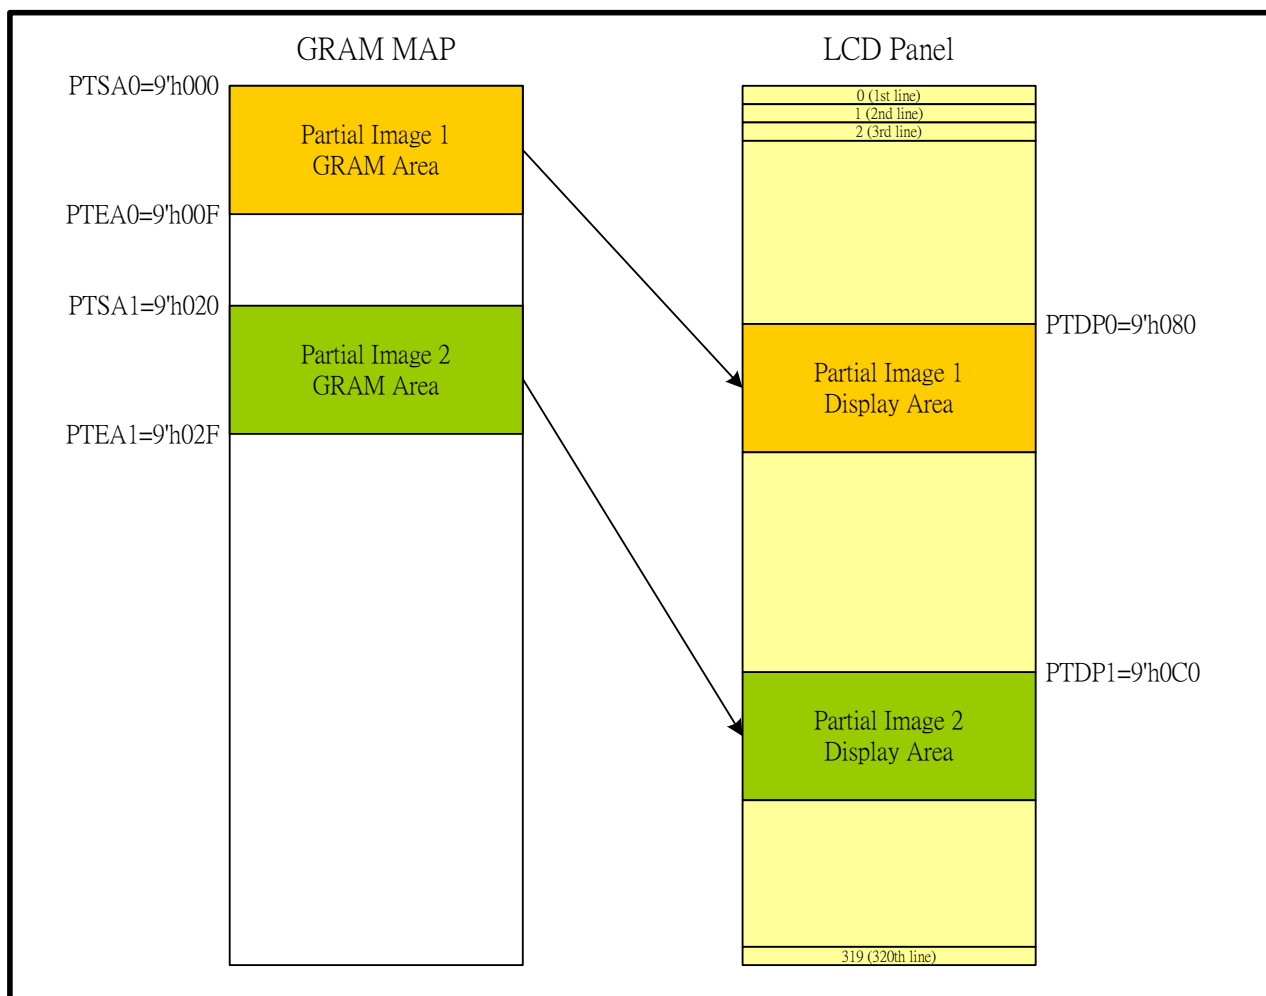 GRAM MAP
PTSA0=9'h000
Partial Image 1
GRAM Area
PTEA0=9'h00F
PTSA1=9'h020
Partial Image 2
GRAM Area
PTEA1=9'h02F
LCD Panel
0 (1st line)
1 (2nd line)
2 (3rd line)
PTDP0=9'h080
Partial Image 1
Display Area
PTDP1=9'h0C0
Partial Image 2
Display Area
319 (320th line)